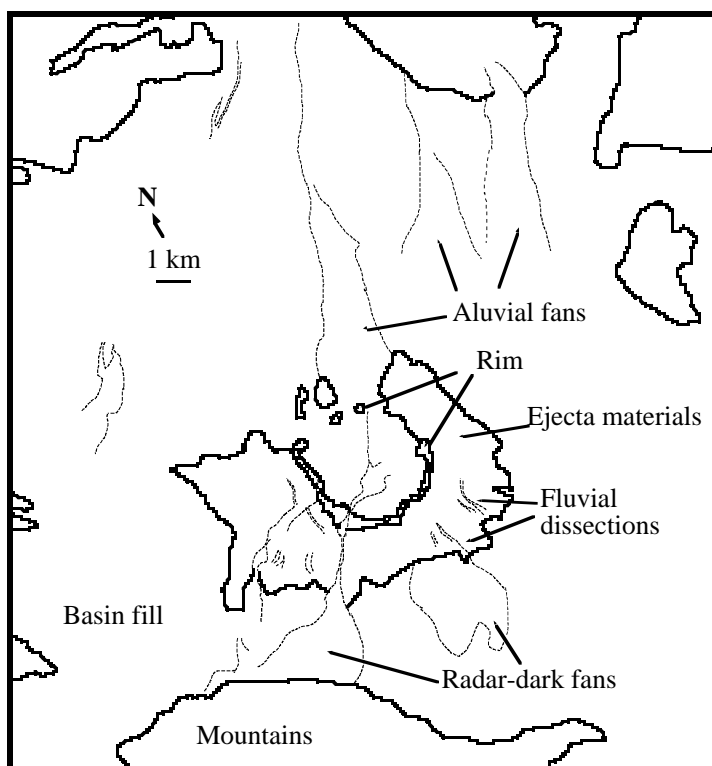 N
1 km
Aluvial fans
Rim
Ejecta materials
Fluvial
dissections
Basin fill
Radar-dark fans
Mountains